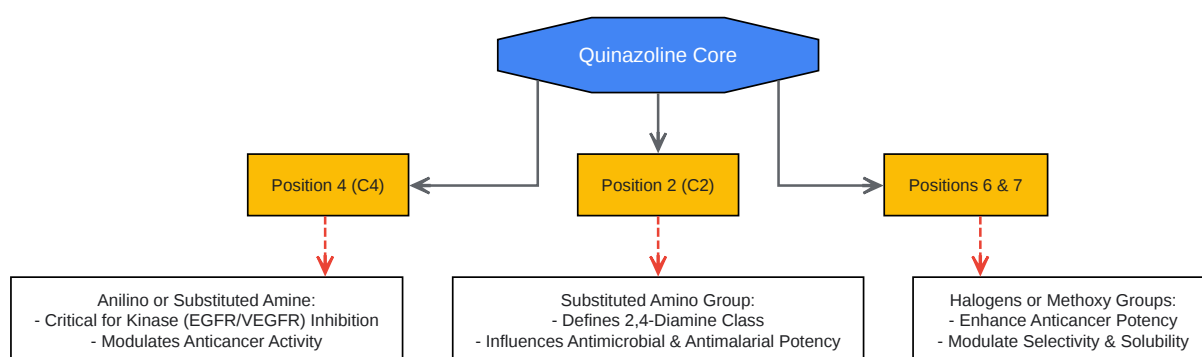 Quinazoline Core
Position 4 (C4)
Position 2 (C2)
Positions 6 & 7
Anilino or Substituted Amine:
- Critical for Kinase (EGFR/VEGFR) Inhibition
- Modulates Anticancer Activity
Substituted Amino Group:
- Defines 2,4-Diamine Class
- Influences Antimicrobial & Antimalarial Potency
Halogens or Methoxy Groups:
- Enhance Anticancer Potency
- Modulate Selectivity & Solubility